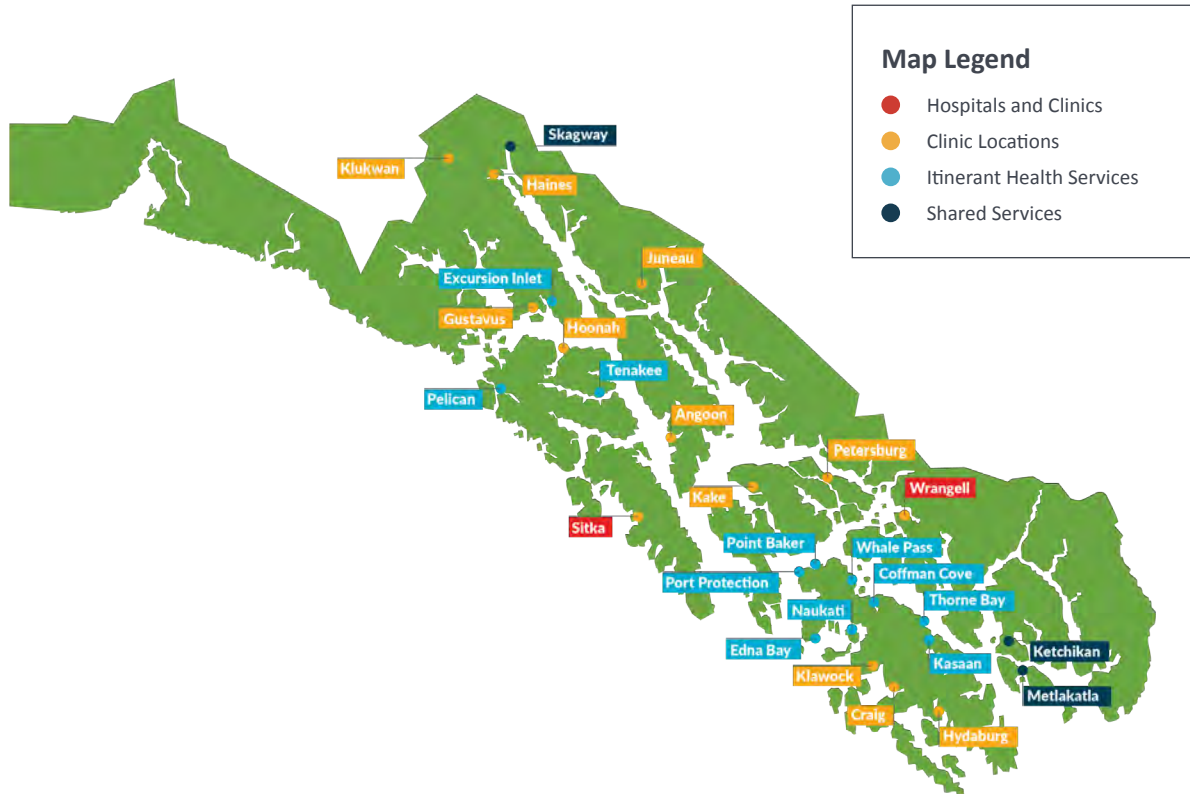 Map Legend
Hospitals and Clinics
Clinic Locations
Itinerant Health Services
Shared Services
Skagway
Klukwan
Haines
Juneau
Excursion Inlet
Gustavus
Hoonah
Tenakee
Pelican
Angoon
Petersburg
Kake
Wrangell
Sitka
Point Baker
Whale Pass
Port Protection
Coffman Cove
Naukati
Thorne Bay
Edna Bay
Kasaan
Ketchikan
Klawock
Metlakatla
Craig
Hydaburg